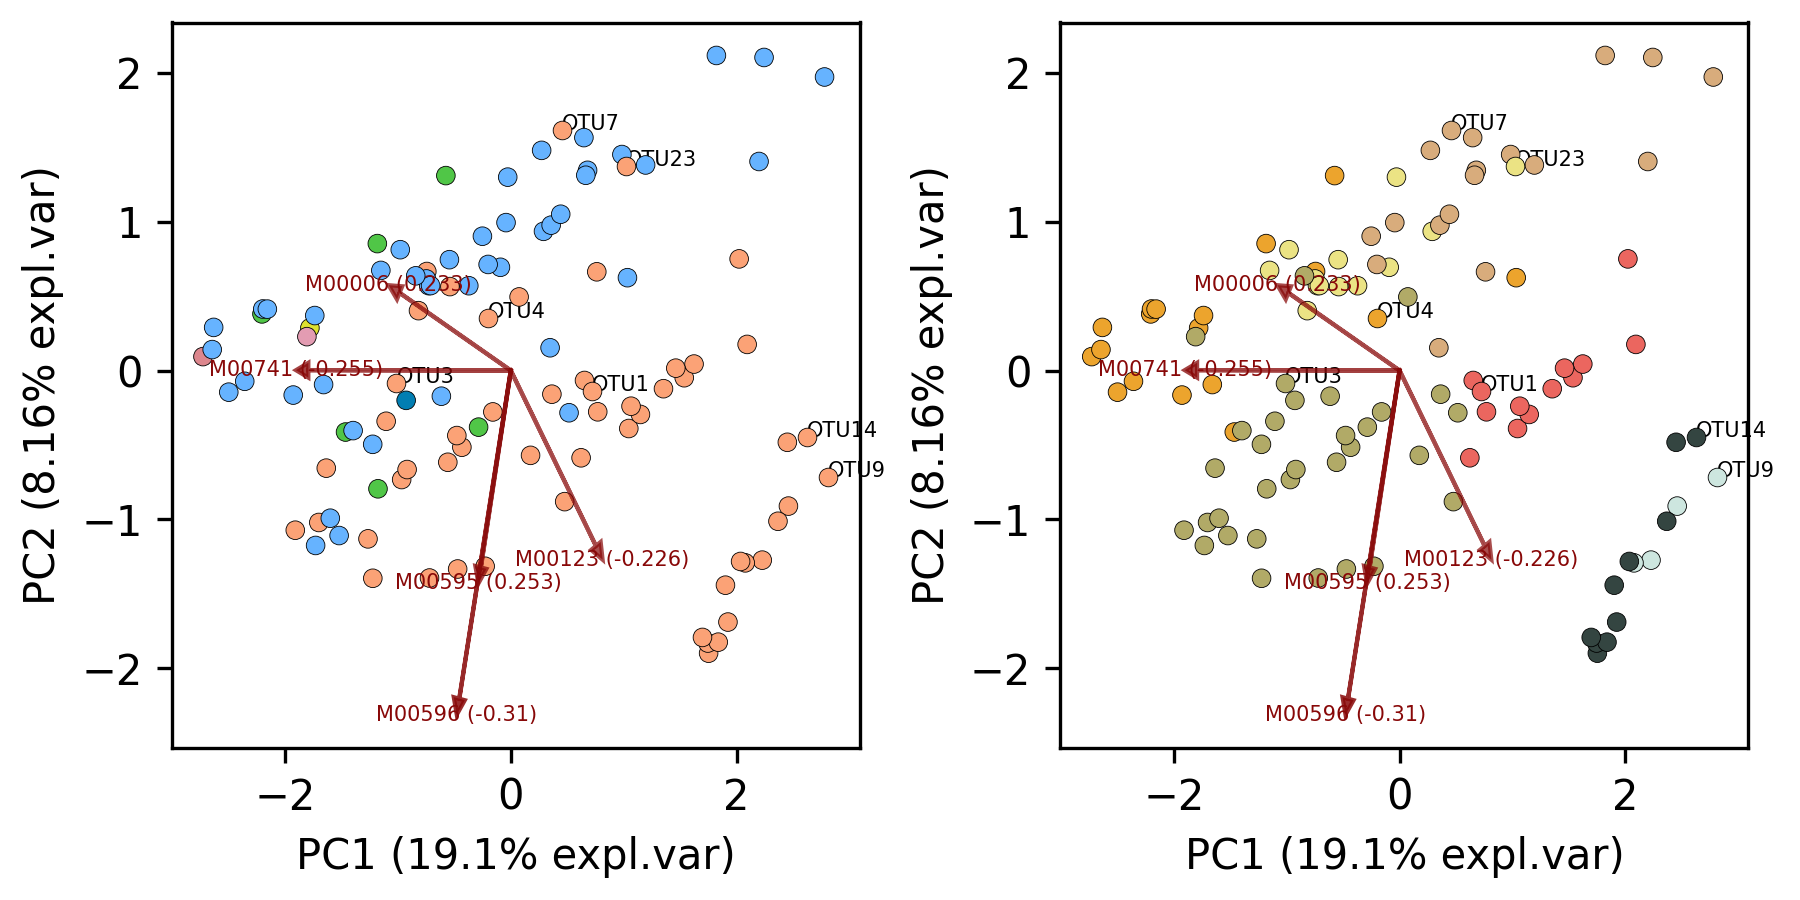 2
1
0
−1
−2
−2
0
2
PC2 (8.16% expl.var)
PC1 (19.1% expl.var)
OTU7
OTU23
M00006 (0.233)
OTU4
M00741 (-0.255)
OTU3
OTU1
OTU14
OTU9
M00123 (-0.226)
M00595 (0.253)
M00596 (-0.31)
2
1
0
−1
−2
−2
0
2
PC2 (8.16% expl.var)
PC1 (19.1% expl.var)
OTU7
OTU23
M00006 (0.233)
OTU4
M00741 (-0.255)
OTU3
OTU1
OTU14
OTU9
M00123 (-0.226)
M00595 (0.253)
M00596 (-0.31)